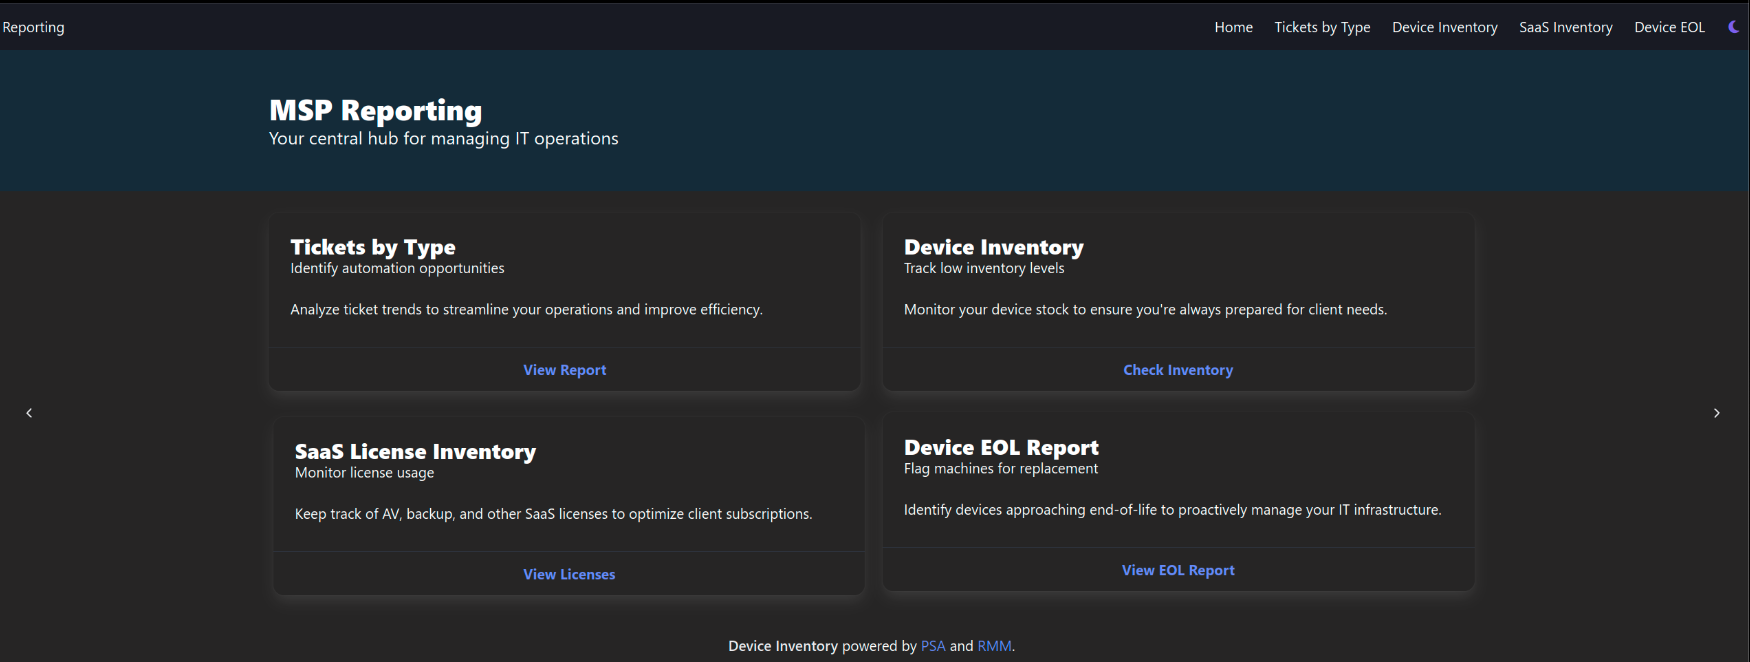 Reporting
Home Tickets by Type Device Inventory SaaS Inventory Device EOL
MSP Reporting
Your central hub for managing IT operations
Tickets by Type
Identify automation opportunities
Analyze ticket trends to streamline your operations and improve efficiency.
View Report
Device Inventory
Track low inventory levels
Monitor your device stock to ensure you're always prepared for client needs.
Check Inventory
SaaS License Inventory
Monitor license usage
Keep track of AV, backup, and other SaaS licenses to optimize client subscriptions.
View Licenses
Device EOL Report
Flag machines for replacement
Identify devices approaching end-of-life to proactively manage your IT infrastructure.
View EOL Report
Device Inventory powered by PSA and RMM.